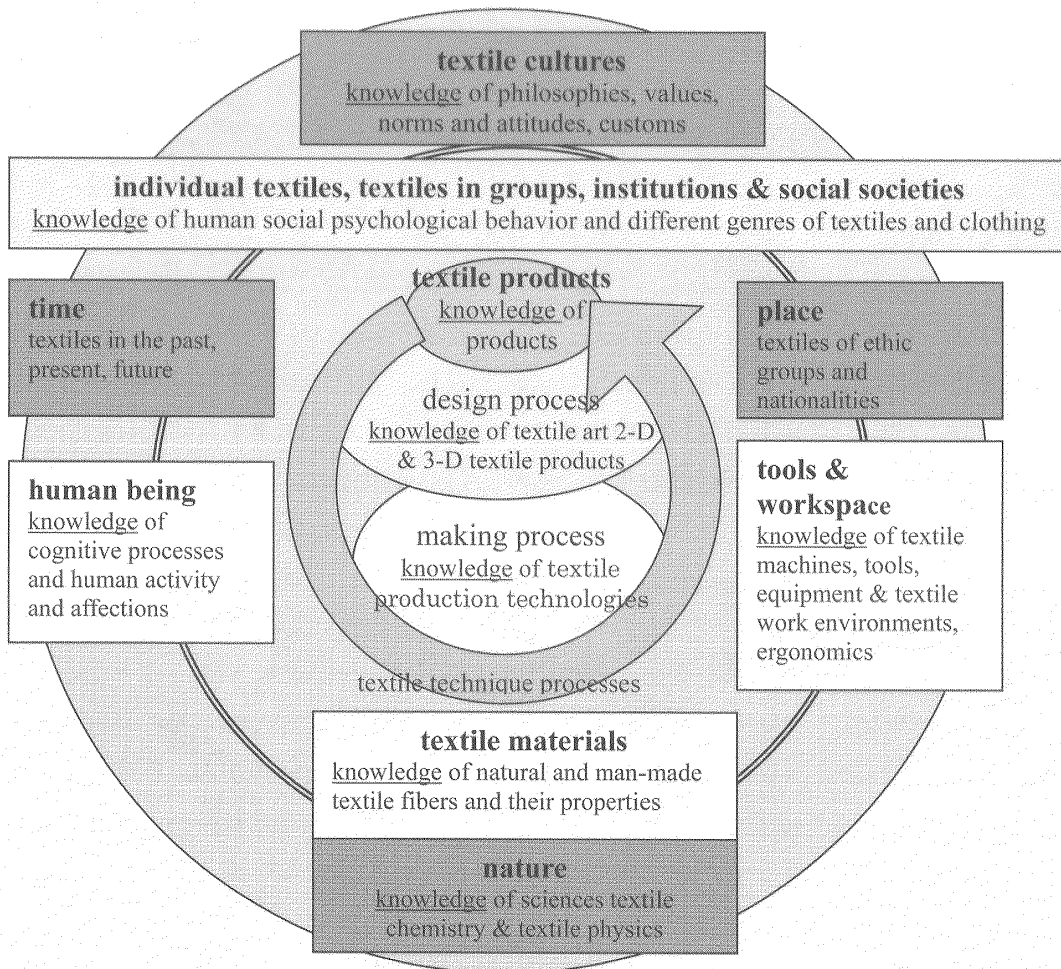 textile cultures
knowledge of philosophies, values,
norms and attitudes, customs
individual textiles, textiles in groups, institutions & social societies
knowledge of human social psychological behavior and different genres of textiles and clothing
textile products
knowledge of
products
time
textiles in the past,
present, future
place
textiles of ethic
groups and
nationalities
design process
knowledge of textile art 2-D
& 3-D textile products
human being
knowledge of
cognitive processes
and human activity
and affections
making process
knowledge of textile
production technologies
tools &
workspace
knowledge of textile
machines, tools,
equipment & textile
work environments,
ergonomics
textile technique processes
textile materials
knowledge of natural and man-made
textile fibers and their properties
nature
knowledge of sciences textile
chemistry & textile physics